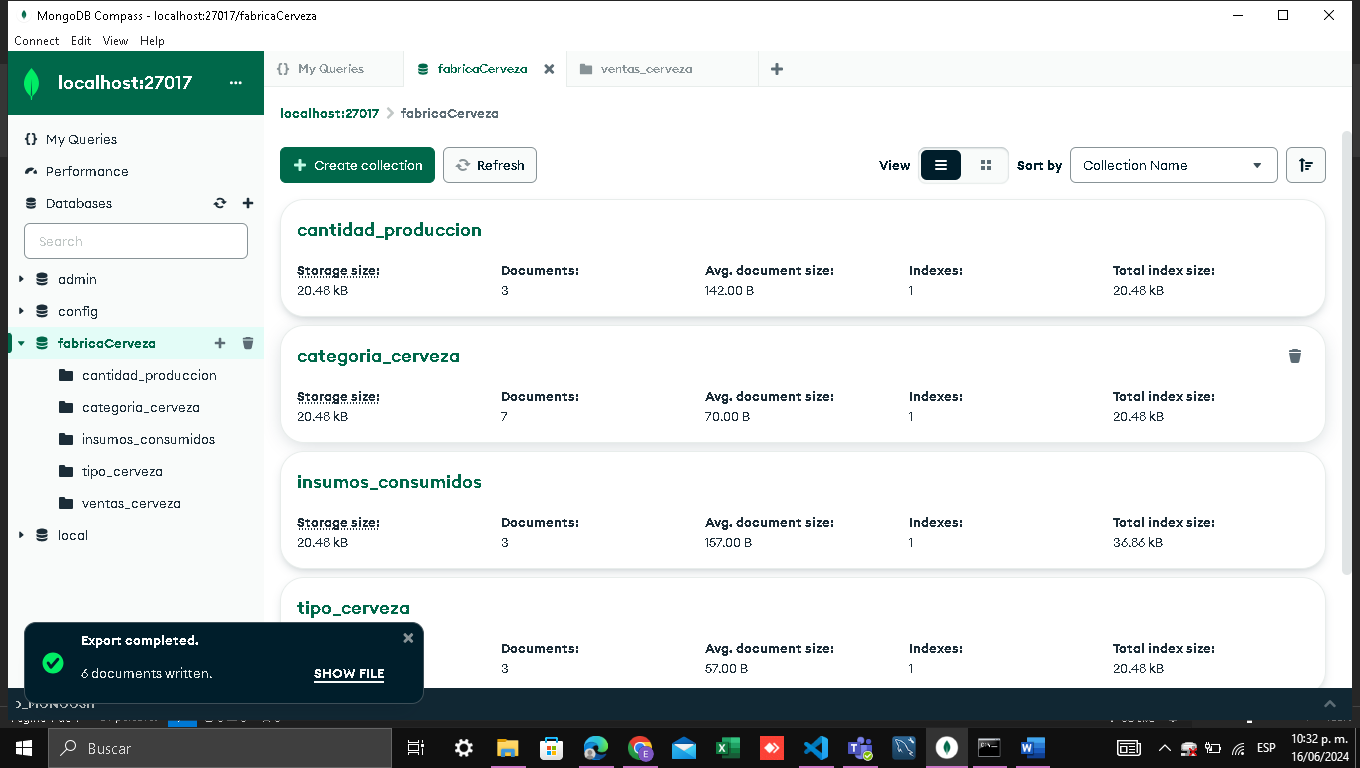 MongoDB Compass - localhost:27017/fabricaCerveza
Connect Edit View Help
localhost:27017 ...
{} My Queries
fabricaCerveza
ventas_cerveza
localhost:27017 > fabricaCerveza
{} My Queries
Performance
Databases
Search
admin
config
fabricaCerveza
cantidad_produccion
categoria_cerveza
insumos_consumidos
tipo_cerveza
ventas_cerveza
local
+ Create collection
Refresh
View
Sort by
Collection Name
cantidad_produccion
Storage size: Documents: Avg. document size: Indexes: Total index size:
20.48 kB 3 142.00 B 1 20.48 kB
categoria_cerveza
Storage size: Documents: Avg. document size: Indexes: Total index size:
20.48 kB 7 70.00 B 1 20.48 kB
insumos_consumidos
Storage size: Documents: Avg. document size: Indexes: Total index size:
20.48 kB 3 157.00 B 1 36.86 kB
tipo_cerveza
Documents: Avg. document size: Indexes: Total index size:
3 57.00 B 1 20.48 kB
Export completed.
6 documents written. SHOW FILE
>_MONGOSH
Buscar
ESP
10:32 p. m.
16/06/2024